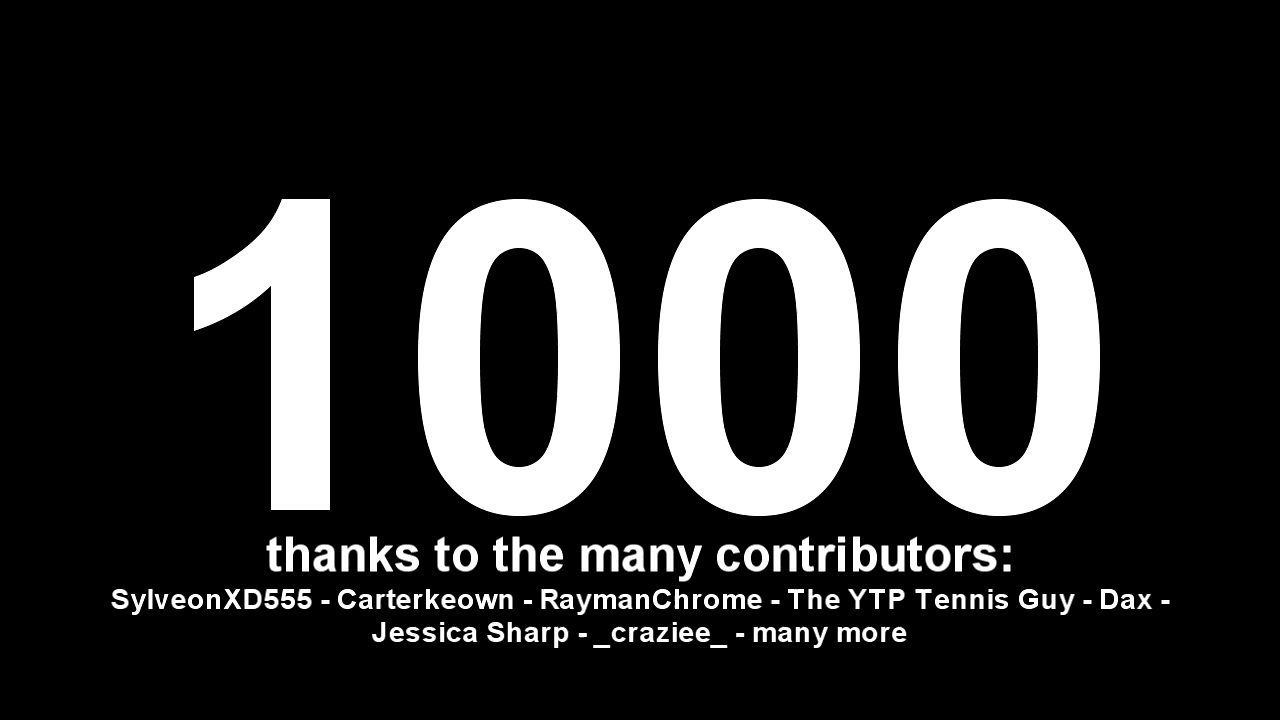 1000
thanks to the many contributors:
SylveonXD555 - Carterkeown - RaymanChrome - The YTP Tennis Guy - Dax -
Jessica Sharp - _craziee_ - many more